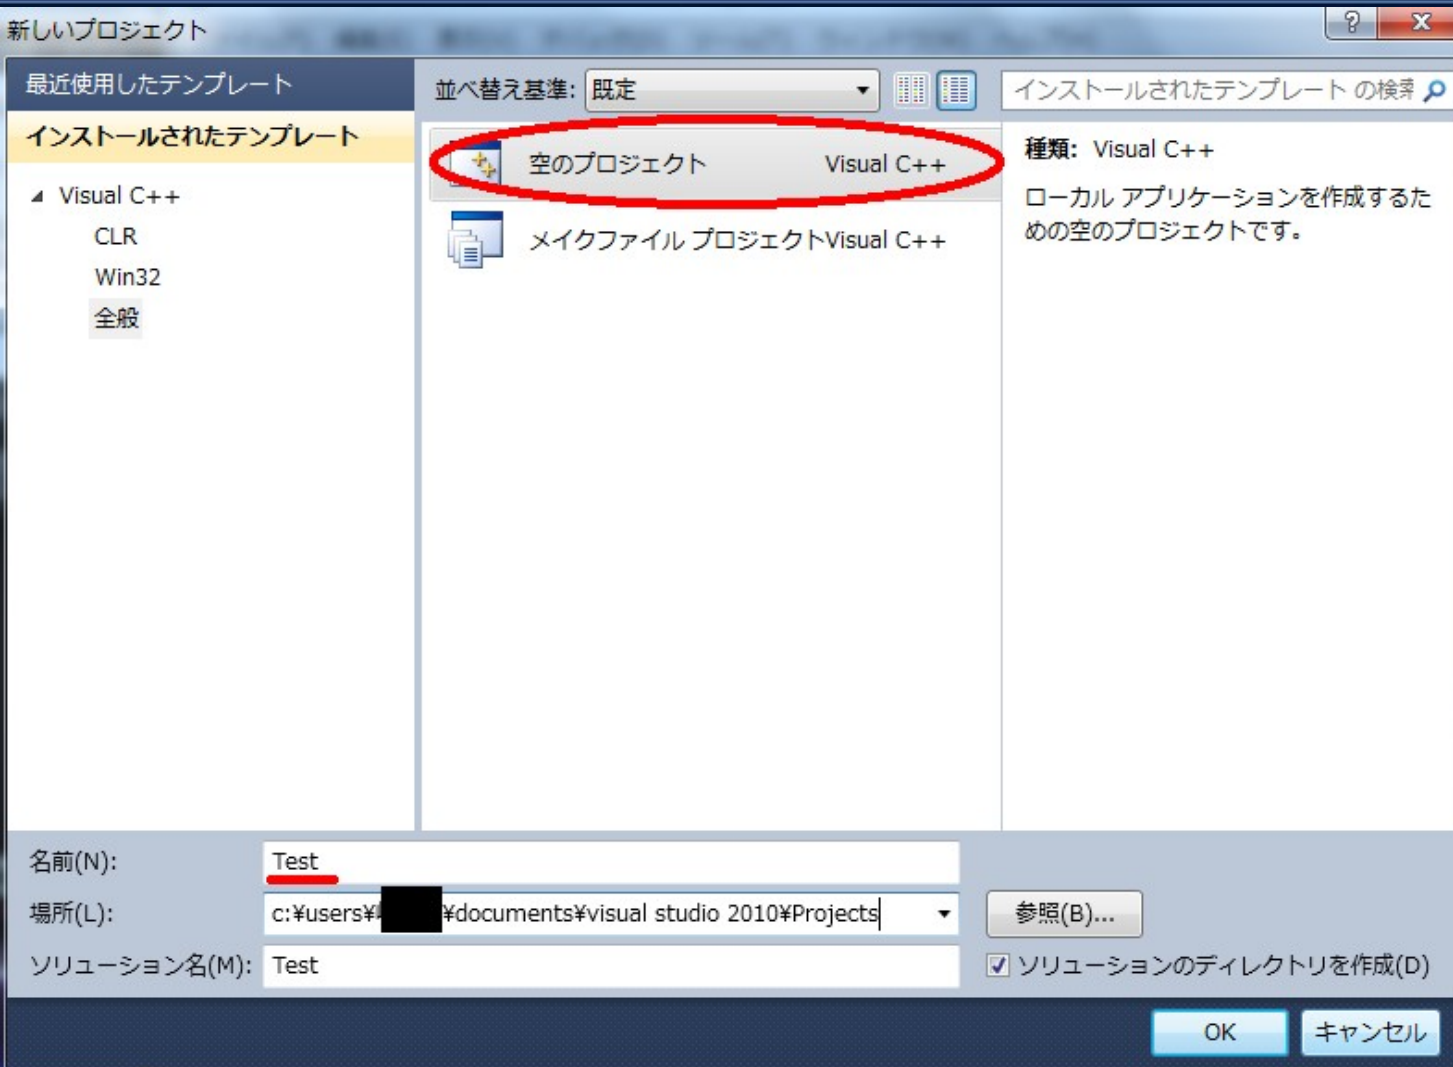 新しいプロジェクト
最近使用したテンプレート
インストールされたテンプレート
Visual C++
CLR
Win32
全般
並べ替え基準: 既定
インストールされたテンプレート の検索
空のプロジェクト Visual C++
メイクファイル プロジェクト Visual C++
種類: Visual C++
ローカル アプリケーションを作成するた
めの空のプロジェクトです。
名前(N): Test
場所(L): c:¥users¥ ¥documents¥visual studio 2010¥Projects
参照(B)...
ソリューション名(M): Test
ソリューションのディレクトリを作成(D)
OK キャンセル